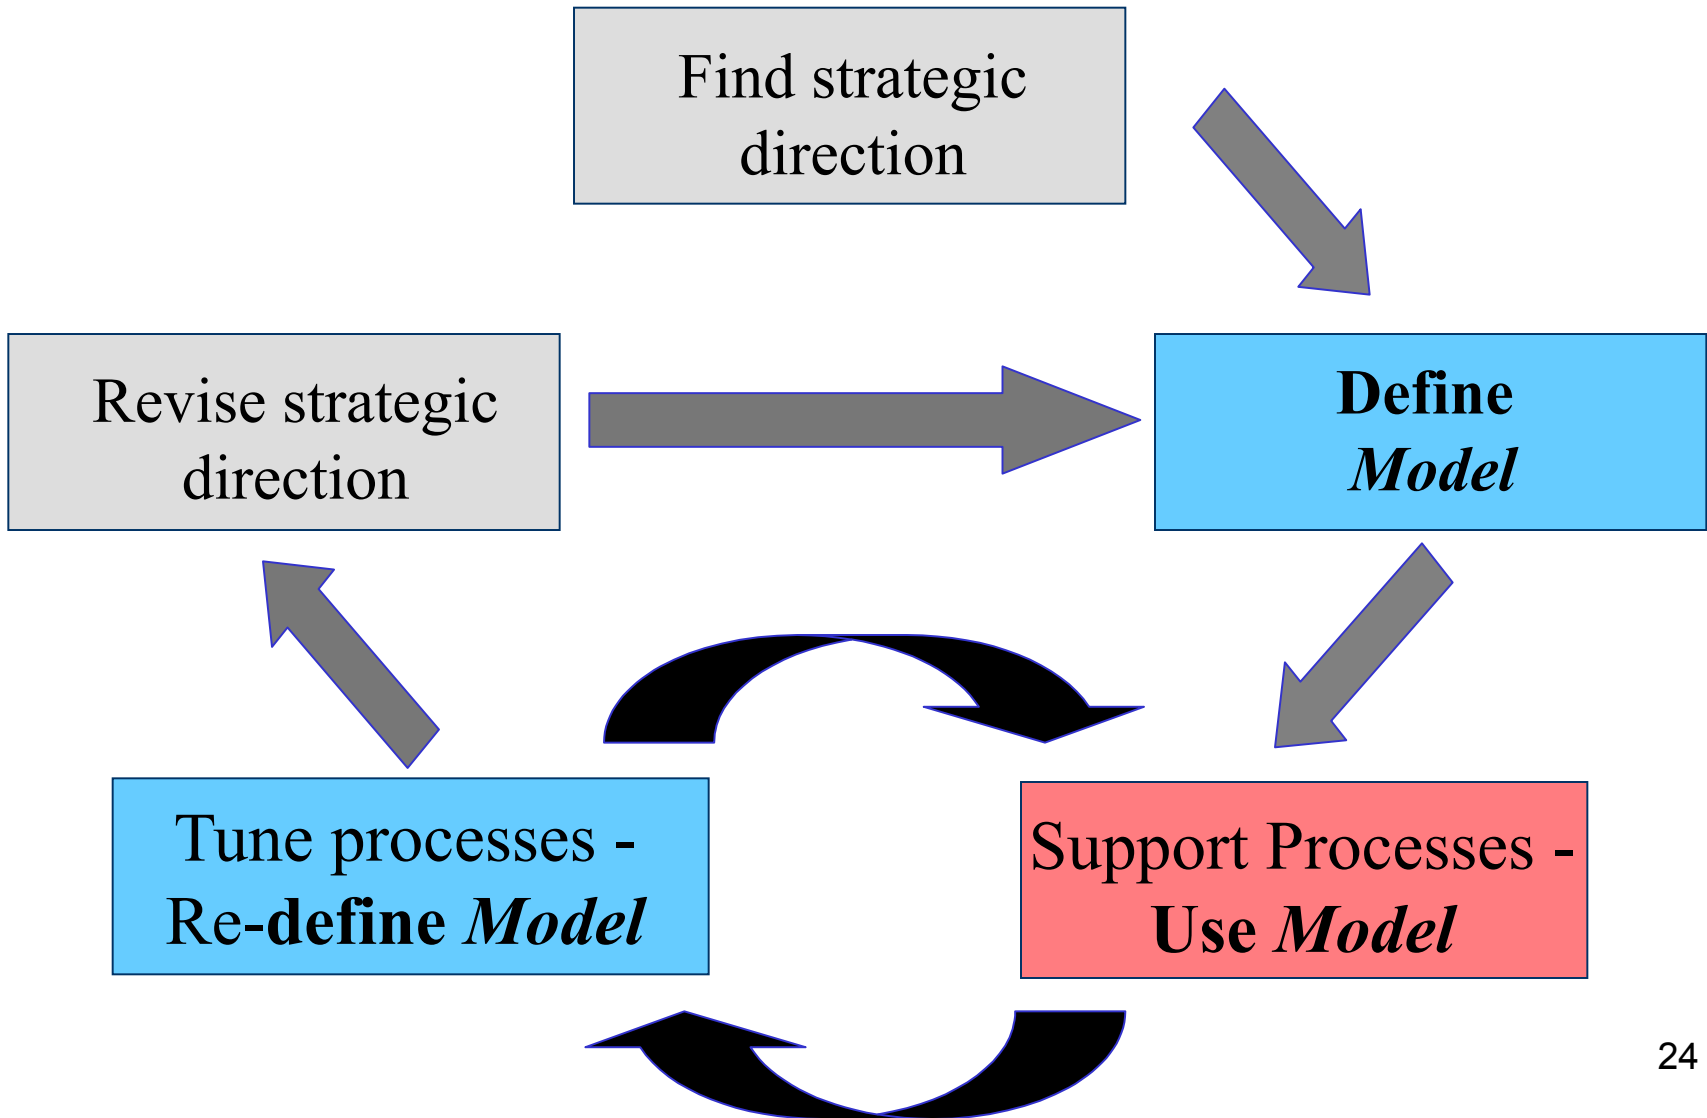 Find strategic
direction
Revise strategic
direction
Define
Model
Tune processes -
Re-define Model
Support Processes -
Use Model
24